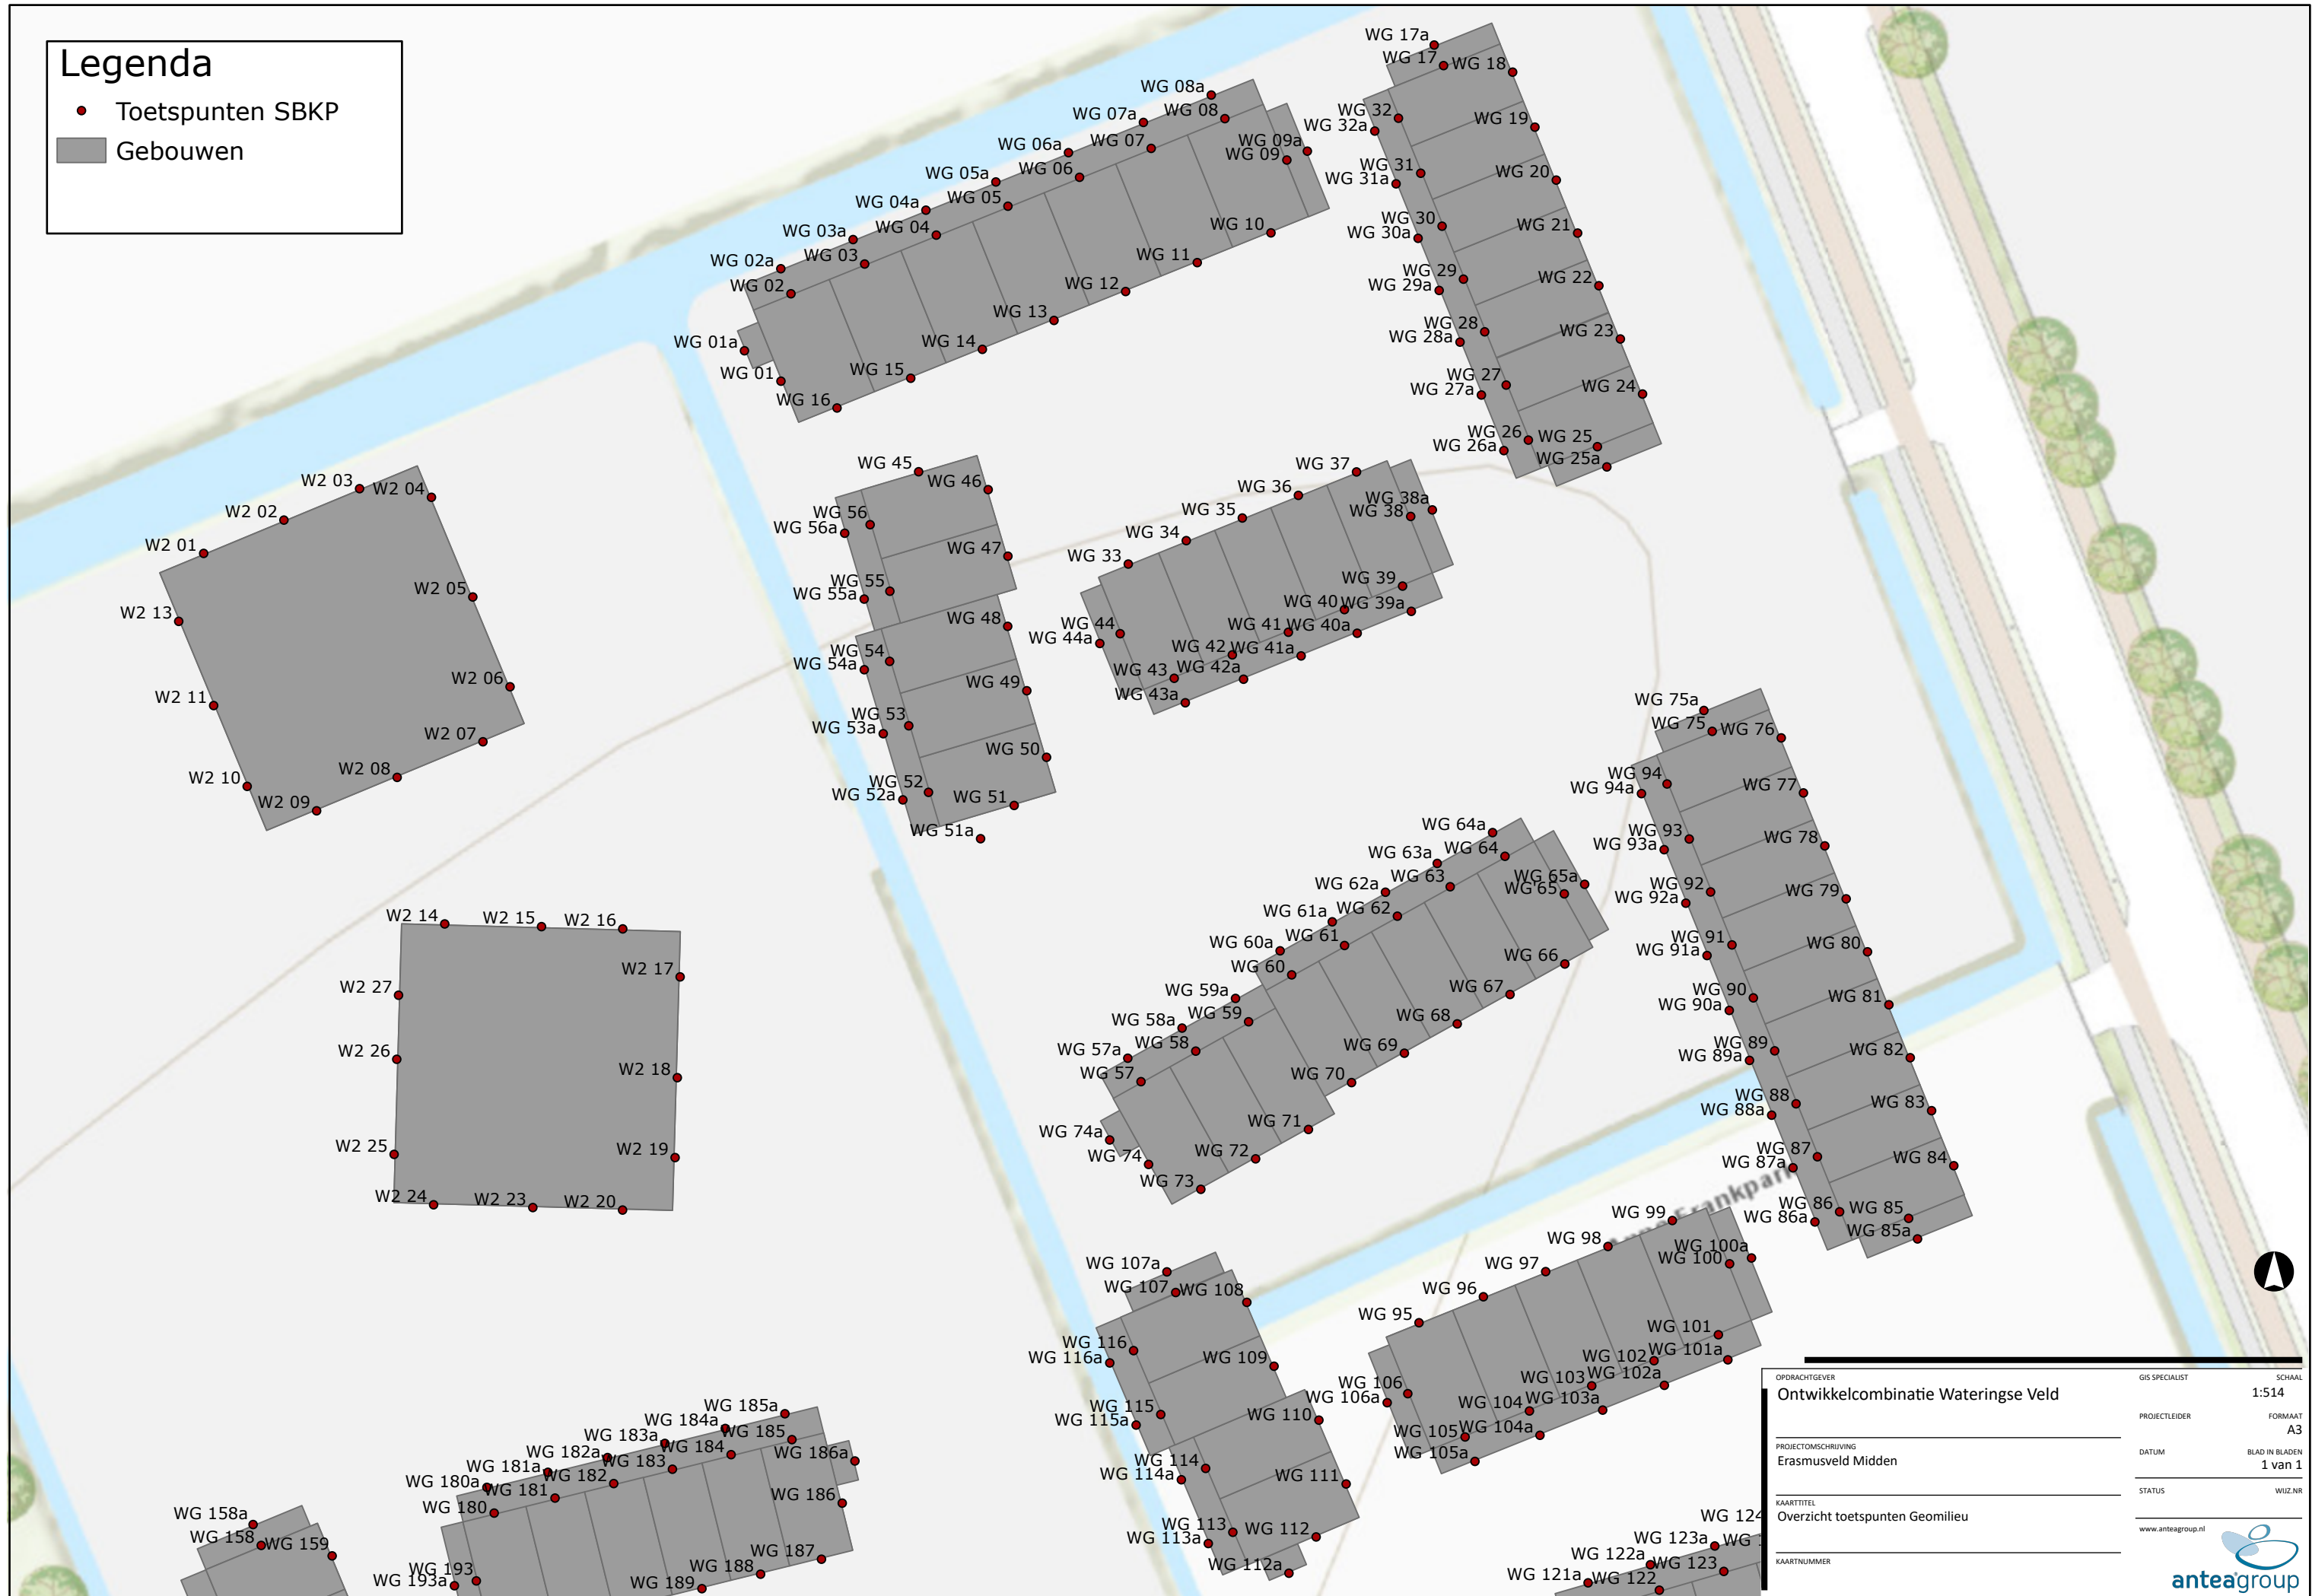 Legenda
Toetspunten SBKP
Gebouwen
WG 17a
WG 17
WG 18
WG 08a
WG 08
WG 07a
WG 07
WG 32
WG 32a
WG 19
WG 09a
WG 09
WG 06a
WG 06
WG 31
WG 31a
WG 20
WG 05a
WG 05
WG 04a
WG 04
WG 30
WG 30a
WG 21
WG 10
WG 03a
WG 03
WG 11
WG 02a
WG 02
WG 29
WG 29a
WG 22
WG 12
WG 13
WG 28
WG 28a
WG 23
WG 01a
WG 14
WG 01
WG 15
WG 16
WG 27
WG 27a
WG 24
WG 26
WG 26a
WG 25
WG 25a
WG 45
WG 46
WG 37
WG 36
WG 38a
WG 38
WG 35
WG 34
WG 33
W2 03
W2 04
W2 02
W2 01
WG 56
WG 56a
WG 47
WG 55
WG 55a
WG 39
WG 39a
WG 40
WG 40a
WG 41
WG 41a
WG 42
WG 42a
WG 43
WG 43a
WG 44
WG 44a
W2 05
W2 13
WG 48
WG 54
WG 54a
WG 49
W2 06
W2 11
WG 53
WG 53a
W2 07
WG 50
W2 08
W2 10
W2 09
WG 52
WG 52a
WG 51
WG 51a
WG 75a
WG 75
WG 76
WG 94
WG 94a
WG 77
WG 93
WG 93a
WG 78
WG 64a
WG 64
WG 63a
WG 63
WG 65a
WG 65
WG 62a
WG 62
WG 92
WG 92a
WG 79
WG 61a
WG 61
WG 60a
WG 60
WG 91
WG 91a
WG 80
WG 66
WG 67
WG 59a
WG 59
WG 90
WG 90a
WG 81
WG 58a
WG 58
WG 68
WG 57a
WG 57
WG 69
WG 89
WG 89a
WG 82
WG 70
WG 88
WG 88a
WG 83
WG 71
WG 74a
WG 74
WG 72
WG 73
WG 87
WG 87a
WG 84
WG 86
WG 86a
WG 85
WG 85a
W2 14
W2 15
W2 16
W2 17
W2 27
W2 26
W2 18
W2 25
W2 19
W2 24
W2 23
W2 20
WG 99
WG 98
WG 97
WG 100a
WG 100
WG 96
WG 95
WG 107a
WG 107
WG 108
WG 116
WG 116a
WG 109
WG 101
WG 101a
WG 102
WG 102a
WG 103
WG 103a
WG 104
WG 104a
WG 105
WG 105a
WG 106
WG 106a
WG 115
WG 115a
WG 110
WG 114
WG 114a
WG 111
WG 113
WG 113a
WG 112
WG 112a
WG 185a
WG 185
WG 184a
WG 184
WG 183a
WG 183
WG 182a
WG 182
WG 181a
WG 181
WG 180a
WG 180
WG 186a
WG 186
WG 187
WG 188
WG 189
WG 193
WG 193a
WG 158a
WG 158
WG 159
WG 124
WG 123a
WG 123
WG 122a
WG 122
WG 121a
OPDRACHTGEVER
Ontwikkelcombinatie Wateringse Veld
PROJECTOMSCHRIJVING
Erasmusveld Midden
KAARTTITEL
Overzicht toetspunten Geomilieu
KAARTNUMMER
GIS SPECIALIST
SCHAAL
1:514
PROJECTLEIDER
FORMAAT
A3
DATUM
BLAD IN BLADEN
1 van 1
STATUS
WIJZ.NR
www.anteagroup.nl
anteagroup